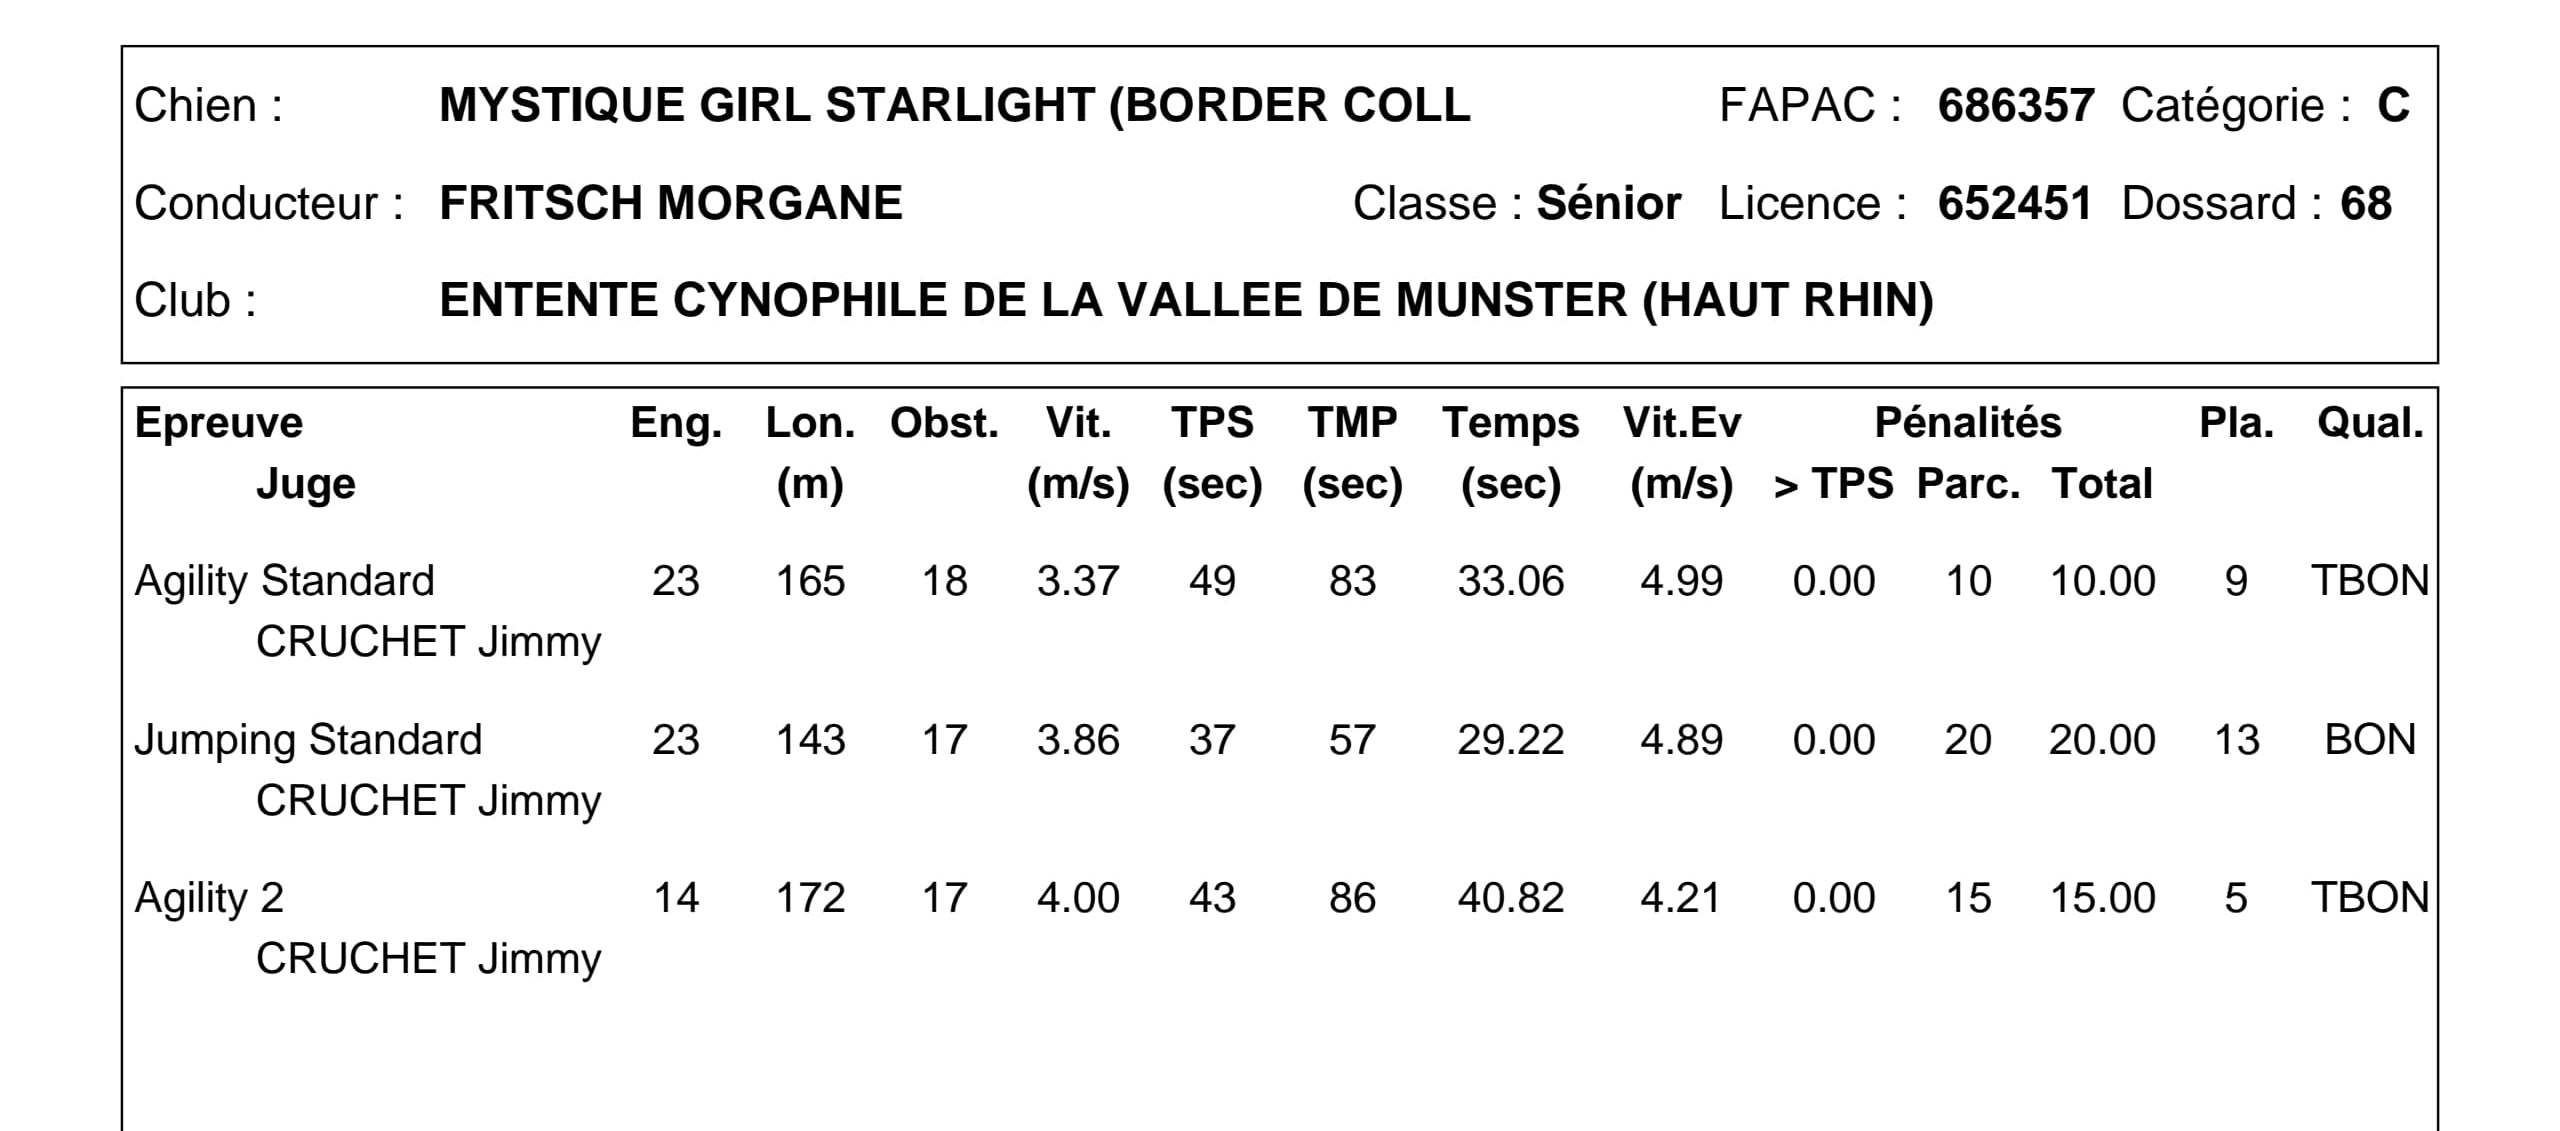 Chien : MYSTIQUE GIRL STARLIGHT (BORDER COLL FAPAC : 686357 Catégorie : C
Conducteur : FRITSCH MORGANE Classe : Sénior Licence : 652451 Dossard : 68
Club : ENTENTE CYNOPHILE DE LA VALLEE DE MUNSTER (HAUT RHIN)
Epreuve Eng. Lon. Obst. Vit. TPS TMP Temps Vit.Ev Pénalités Pla. Qual.
Juge (m) (m/s) (sec) (sec) (sec) (m/s) > TPS Parc. Total
Agility Standard 23 165 18 3.37 49 83 33.06 4.99 0.00 10 10.00 9 TBON
CRUCHET Jimmy
Jumping Standard 23 143 17 3.86 37 57 29.22 4.89 0.00 20 20.00 13 BON
CRUCHET Jimmy
Agility 2 14 172 17 4.00 43 86 40.82 4.21 0.00 15 15.00 5 TBON
CRUCHET Jimmy